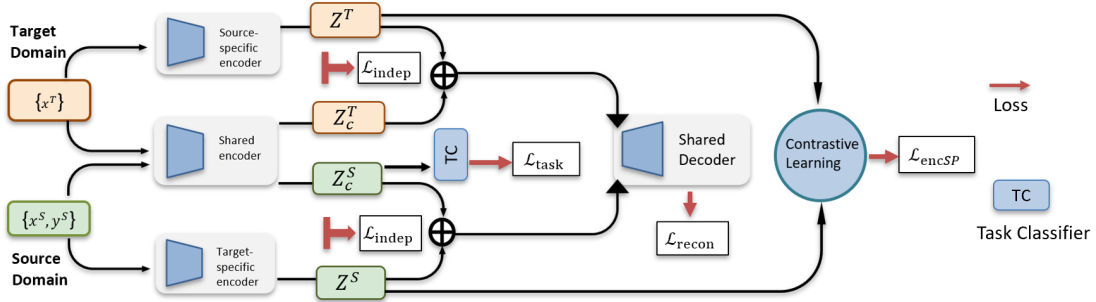 Target
Domain
{x^T}
{x^S, y^S}
Source
Domain
Source-
specific
encoder
Shared
encoder
Target-
specific
encoder
Z^T
ℒ_indep
Z_c^T
Z_c^S
TC
ℒ_task
ℒ_indep
Z^S
Shared
Decoder
ℒ_recon
Contrastive
Learning
ℒ_encSP
Loss
TC
Task Classifier